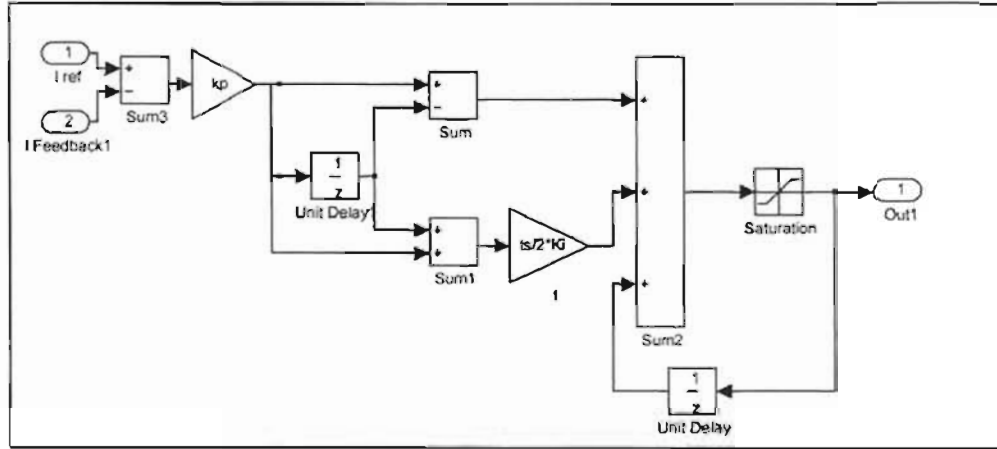 1
I ref
2
I Feedback1
+
−
Sum3
kp
1
z
Unit Delay1
+
−
Sum
+
+
Sum1
ts/2*Ki
1
+
+
+
Sum2
Saturation
1
Out1
1
z
Unit Delay